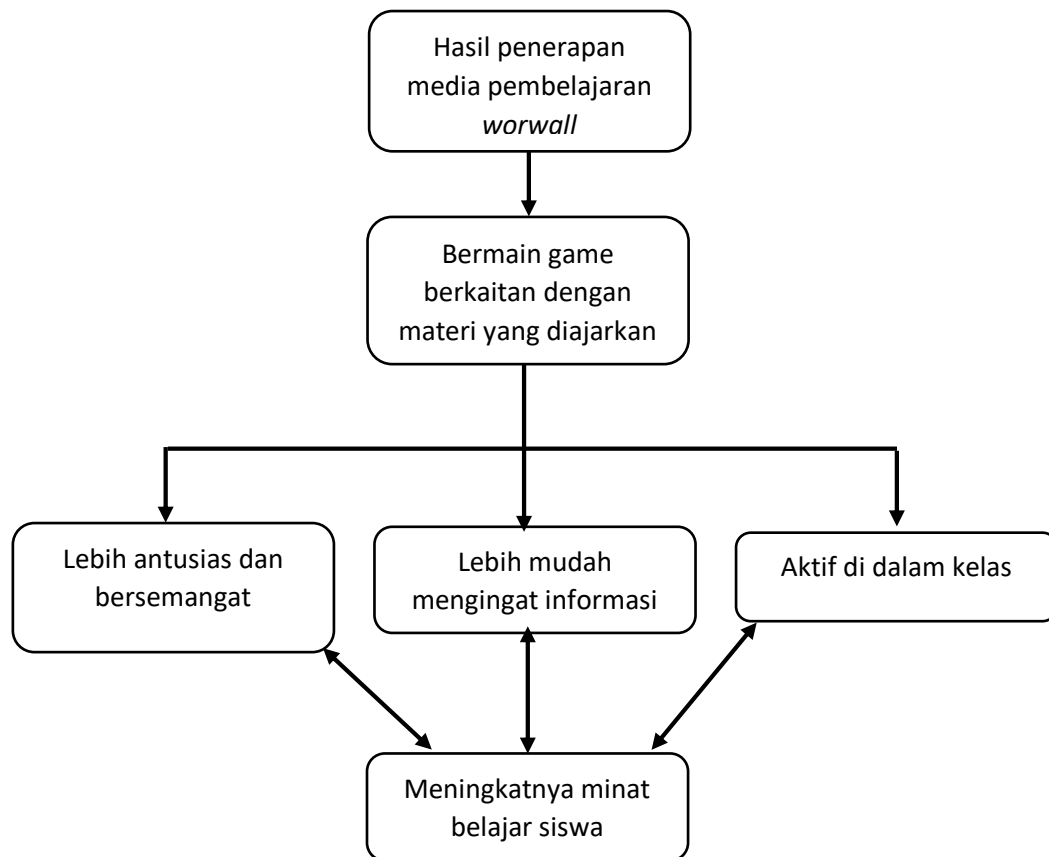 Hasil penerapan
media pembelajaran
worwall
Bermain game
berkaitan dengan
materi yang diajarkan
Lebih antusias dan
bersemangat
Lebih mudah
mengingat informasi
Aktif di dalam kelas
Meningkatnya minat
belajar siswa